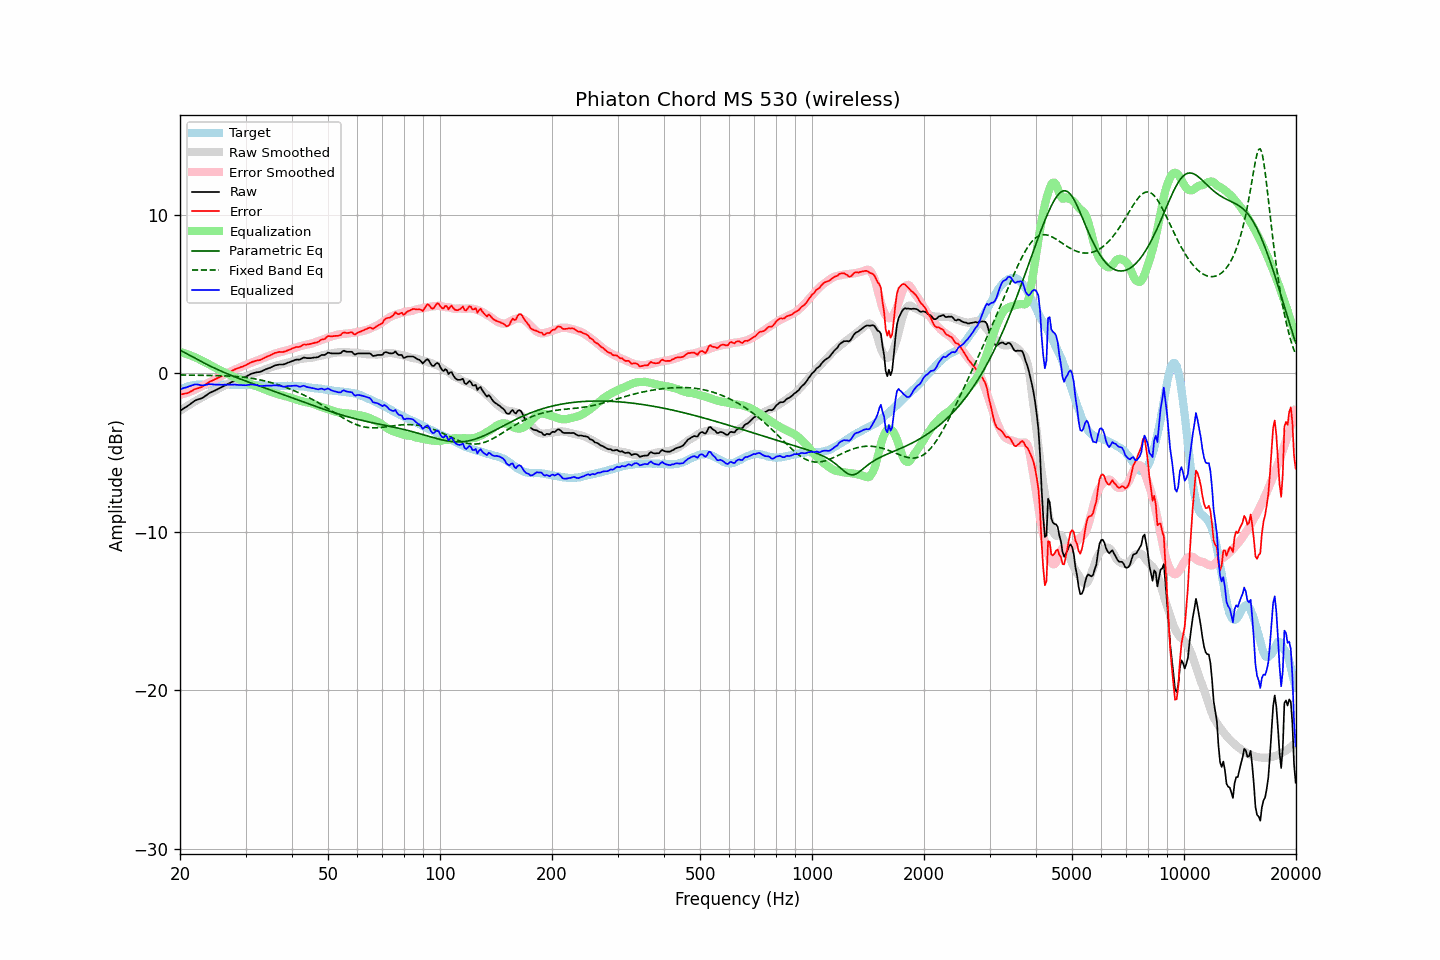 Phiaton Chord MS 530 (wireless)
Target
Raw Smoothed
Error Smoothed
Raw
Error
Equalization
Parametric Eq
Fixed Band Eq
Equalized
10
0
−10
−20
−30
Amplitude (dBr)
20
50
100
200
500
1000
2000
5000
10000
20000
Frequency (Hz)